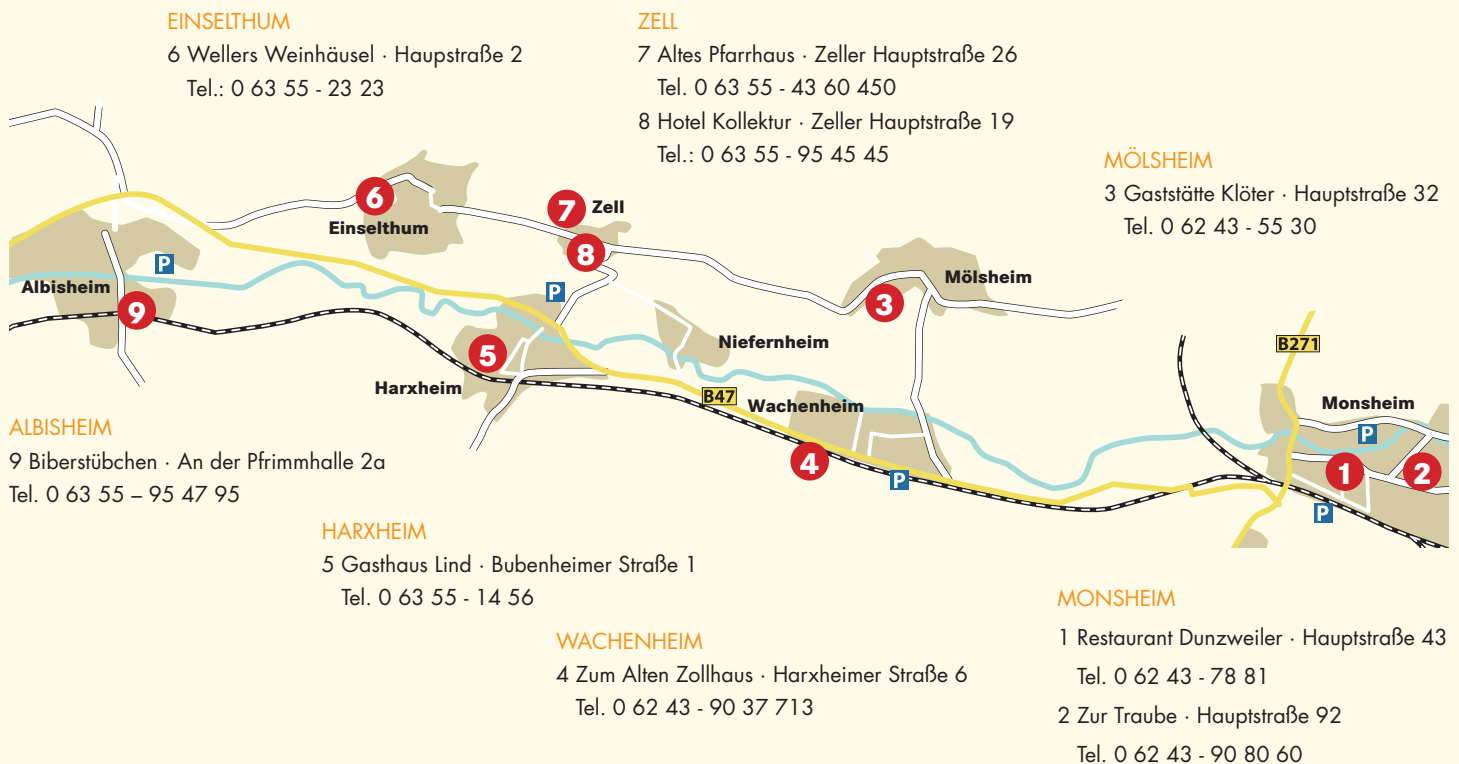 EINSELTHUM
6 Wellers Weinhäusel · Haupstraße 2
Tel.: 0 63 55 - 23 23
ZELL
7 Altes Pfarrhaus · Zeller Hauptstraße 26
Tel. 0 63 55 - 43 60 450
8 Hotel Kollektur · Zeller Hauptstraße 19
Tel.: 0 63 55 - 95 45 45
MÖLSHEIM
3 Gaststätte Klöter · Hauptstraße 32
Tel. 0 62 43 - 55 30
6
Einselthum
7
Zell
8
P
Albisheim
9
P
3
Mölsheim
5
Harxheim
Niefernheim
B47
Wachenheim
4
P
B271
Monsheim
P
1
2
P
ALBISHEIM
9 Biberstübchen · An der Pfrimmhalle 2a
Tel. 0 63 55 – 95 47 95
HARXHEIM
5 Gasthaus Lind · Bubenheimer Straße 1
Tel. 0 63 55 - 14 56
WACHENHEIM
4 Zum Alten Zollhaus · Harxheimer Straße 6
Tel. 0 62 43 - 90 37 713
MONSHEIM
1 Restaurant Dunzweiler · Hauptstraße 43
Tel. 0 62 43 - 78 81
2 Zur Traube · Hauptstraße 92
Tel. 0 62 43 - 90 80 60